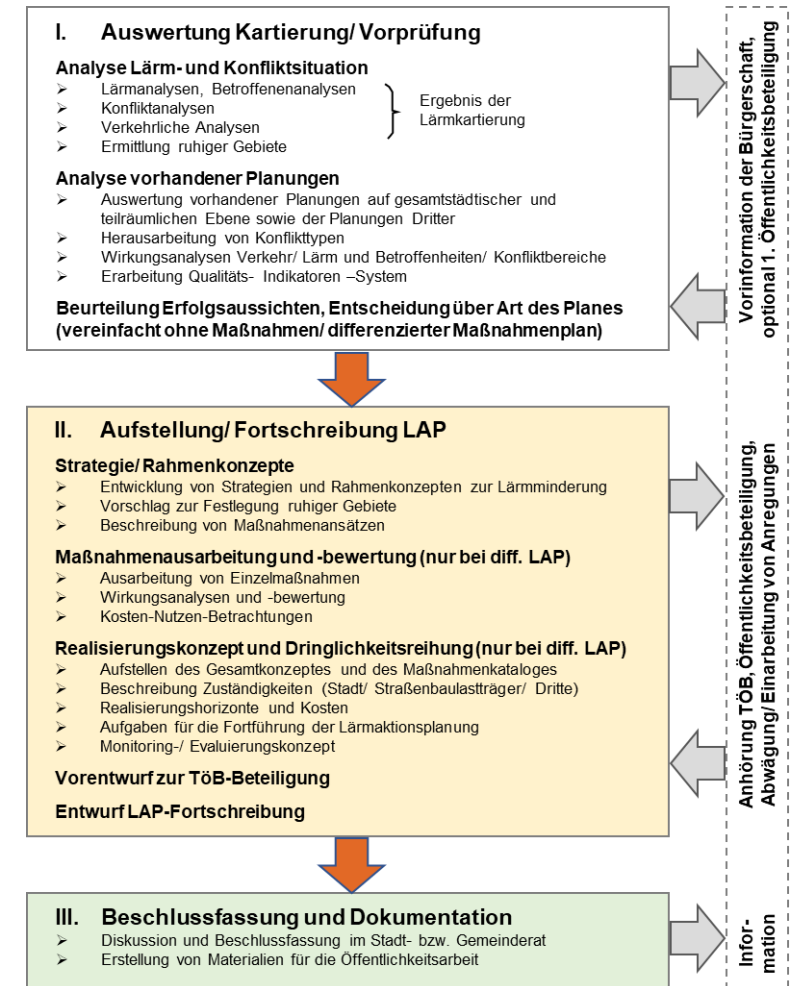 I. Auswertung Kartierung/ Vorprüfung
Analyse Lärm- und Konfliktsituation
➢ Lärmanalysen, Betroffenenanalysen
➢ Konfliktanalysen
➢ Verkehrliche Analysen
➢ Ermittlung ruhiger Gebiete
Ergebnis der
Lärmkartierung
Analyse vorhandener Planungen
➢ Auswertung vorhandener Planungen auf gesamtstädtischer und
teilräumlichen Ebene sowie der Planungen Dritter
➢ Herausarbeitung von Konflikttypen
➢ Wirkungsanalysen Verkehr/ Lärm und Betroffenheiten/ Konfliktbereiche
➢ Erarbeitung Qualitäts- Indikatoren –System
Beurteilung Erfolgsaussichten, Entscheidung über Art des Planes
(vereinfacht ohne Maßnahmen/ differenzierter Maßnahmenplan)
Vorinformation der Bürgerschaft,
optional 1. Öffentlichkeitsbeteiligung
II. Aufstellung/ Fortschreibung LAP
Strategie/ Rahmenkonzepte
➢ Entwicklung von Strategien und Rahmenkonzepten zur Lärmminderung
➢ Vorschlag zur Festlegung ruhiger Gebiete
➢ Beschreibung von Maßnahmenansätzen
Maßnahmenausarbeitung und -bewertung (nur bei diff. LAP)
➢ Ausarbeitung von Einzelmaßnahmen
➢ Wirkungsanalysen und -bewertung
➢ Kosten-Nutzen-Betrachtungen
Realisierungskonzept und Dringlichkeitsreihung (nur bei diff. LAP)
➢ Aufstellen des Gesamtkonzeptes und des Maßnahmenkataloges
➢ Beschreibung Zuständigkeiten (Stadt/ Straßenbaulastträger/ Dritte)
➢ Realisierungshorizonte und Kosten
➢ Aufgaben für die Fortführung der Lärmaktionsplanung
➢ Monitoring-/ Evaluierungskonzept
Vorentwurf zur TöB-Beteiligung
Entwurf LAP-Fortschreibung
Anhörung TÖB, Öffentlichkeitsbeteiligung,
Abwägung/ Einarbeitung von Anregungen
III. Beschlussfassung und Dokumentation
➢ Diskussion und Beschlussfassung im Stadt- bzw. Gemeinderat
➢ Erstellung von Materialien für die Öffentlichkeitsarbeit
Infor-
mation